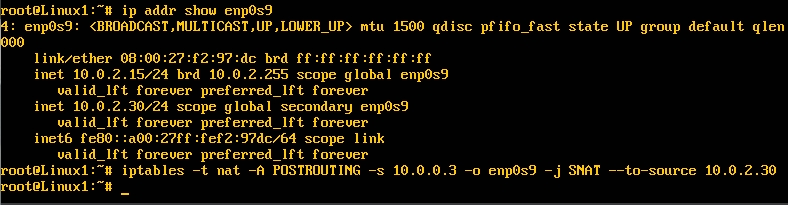 root@Linux1:~# ip addr show enp0s9
4: enp0s9: <BROADCAST,MULTICAST,UP,LOWER_UP> mtu 1500 qdisc pfifo_fast state UP group default qlen 1
000
    link/ether 08:00:27:f2:97:dc brd ff:ff:ff:ff:ff:ff
    inet 10.0.2.15/24 brd 10.0.2.255 scope global enp0s9
       valid_lft forever preferred_lft forever
    inet 10.0.2.30/24 scope global secondary enp0s9
       valid_lft forever preferred_lft forever
    inet6 fe80::a00:27ff:fef2:97dc/64 scope link
       valid_lft forever preferred_lft forever
root@Linux1:~# iptables -t nat -A POSTROUTING -s 10.0.0.3 -o enp0s9 -j SNAT --to-source 10.0.2.30
root@Linux1:~# _